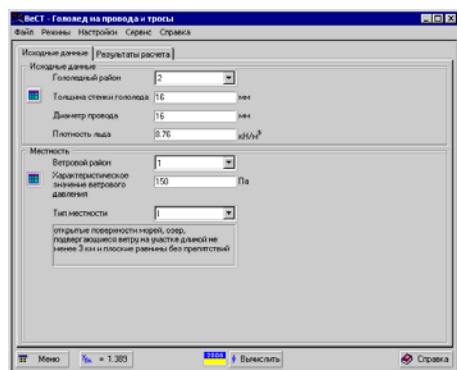 ВеСТ - Гололед на провода и тросы
Файл Режимы Настройки Сервис Справка
Исходные данные Результаты расчета
Исходные данные
Гололедный район 2
Толщина стенки гололеда 16 мм
Диаметр провода 16 мм
Плотность льда 8.76 кН/м³
Местность
Ветровой район 1
Характеристическое значение ветрового давления 150 Па
Тип местности I
открытые поверхности морей, озер,
подвергающиеся ветру на участке длиной не
менее 3 км и плоские равнины без препятствий
Меню = 1.389 2006 Вычислить Справка